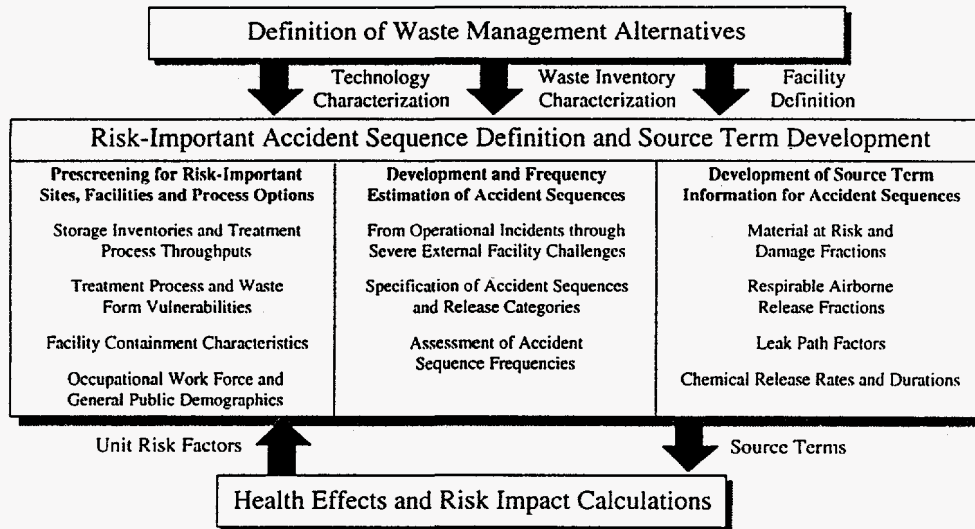 Definition of Waste Management Alternatives
Technology
Characterization
Waste Inventory
Characterization
Facility
Definition
Risk-Important Accident Sequence Definition and Source Term Development
Prescreening for Risk-Important
Sites, Facilities and Process Options
Storage Inventories and Treatment
Process Throughputs
Treatment Process and Waste
Form Vulnerabilities
Facility Containment Characteristics
Occupational Work Force and
General Public Demographics
Development and Frequency
Estimation of Accident Sequences
From Operational Incidents through
Severe External Facility Challenges
Specification of Accident Sequences
and Release Categories
Assessment of Accident
Sequence Frequencies
Development of Source Term
Information for Accident Sequences
Material at Risk and
Damage Fractions
Respirable Airborne
Release Fractions
Leak Path Factors
Chemical Release Rates and Durations
Unit Risk Factors
Source Terms
Health Effects and Risk Impact Calculations